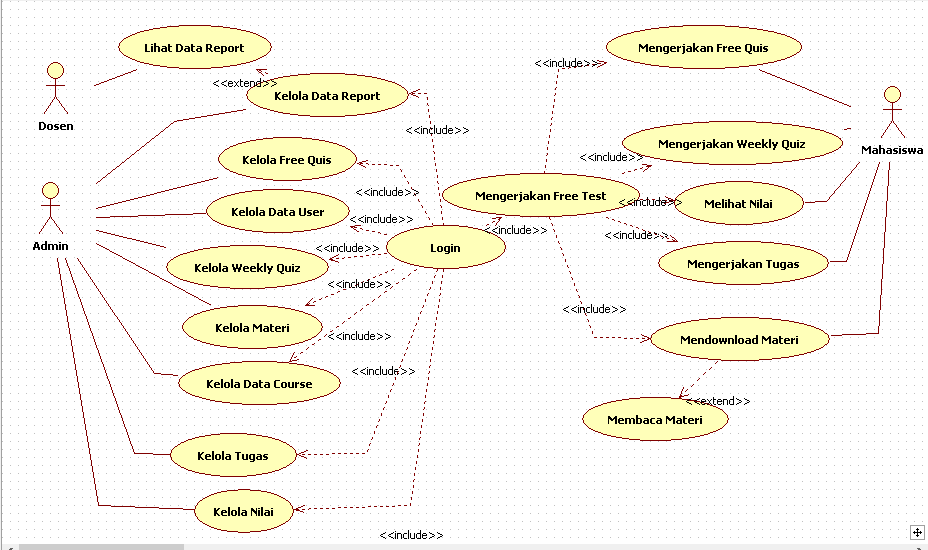 Lihat Data Report
Mengerjakan Free Quis
<<include>>
<<extend>>
Kelola Data Report
Dosen
<<include>>
Mengerjakan Weekly Quiz
Mahasiswa
Kelola Free Quis
<<include>>
<<include>>
Mengerjakan Free Test
<<include>>
Melihat Nilai
Kelola Data User
<<include>>
<<include>>
<<include>>
Admin
Login
<<include>>
Kelola Weekly Quiz
Mengerjakan Tugas
<<include>>
<<include>>
Kelola Materi
<<include>>
Mendownload Materi
<<include>>
Kelola Data Course
<<extend>>
Membaca Materi
Kelola Tugas
Kelola Nilai
<<include>>